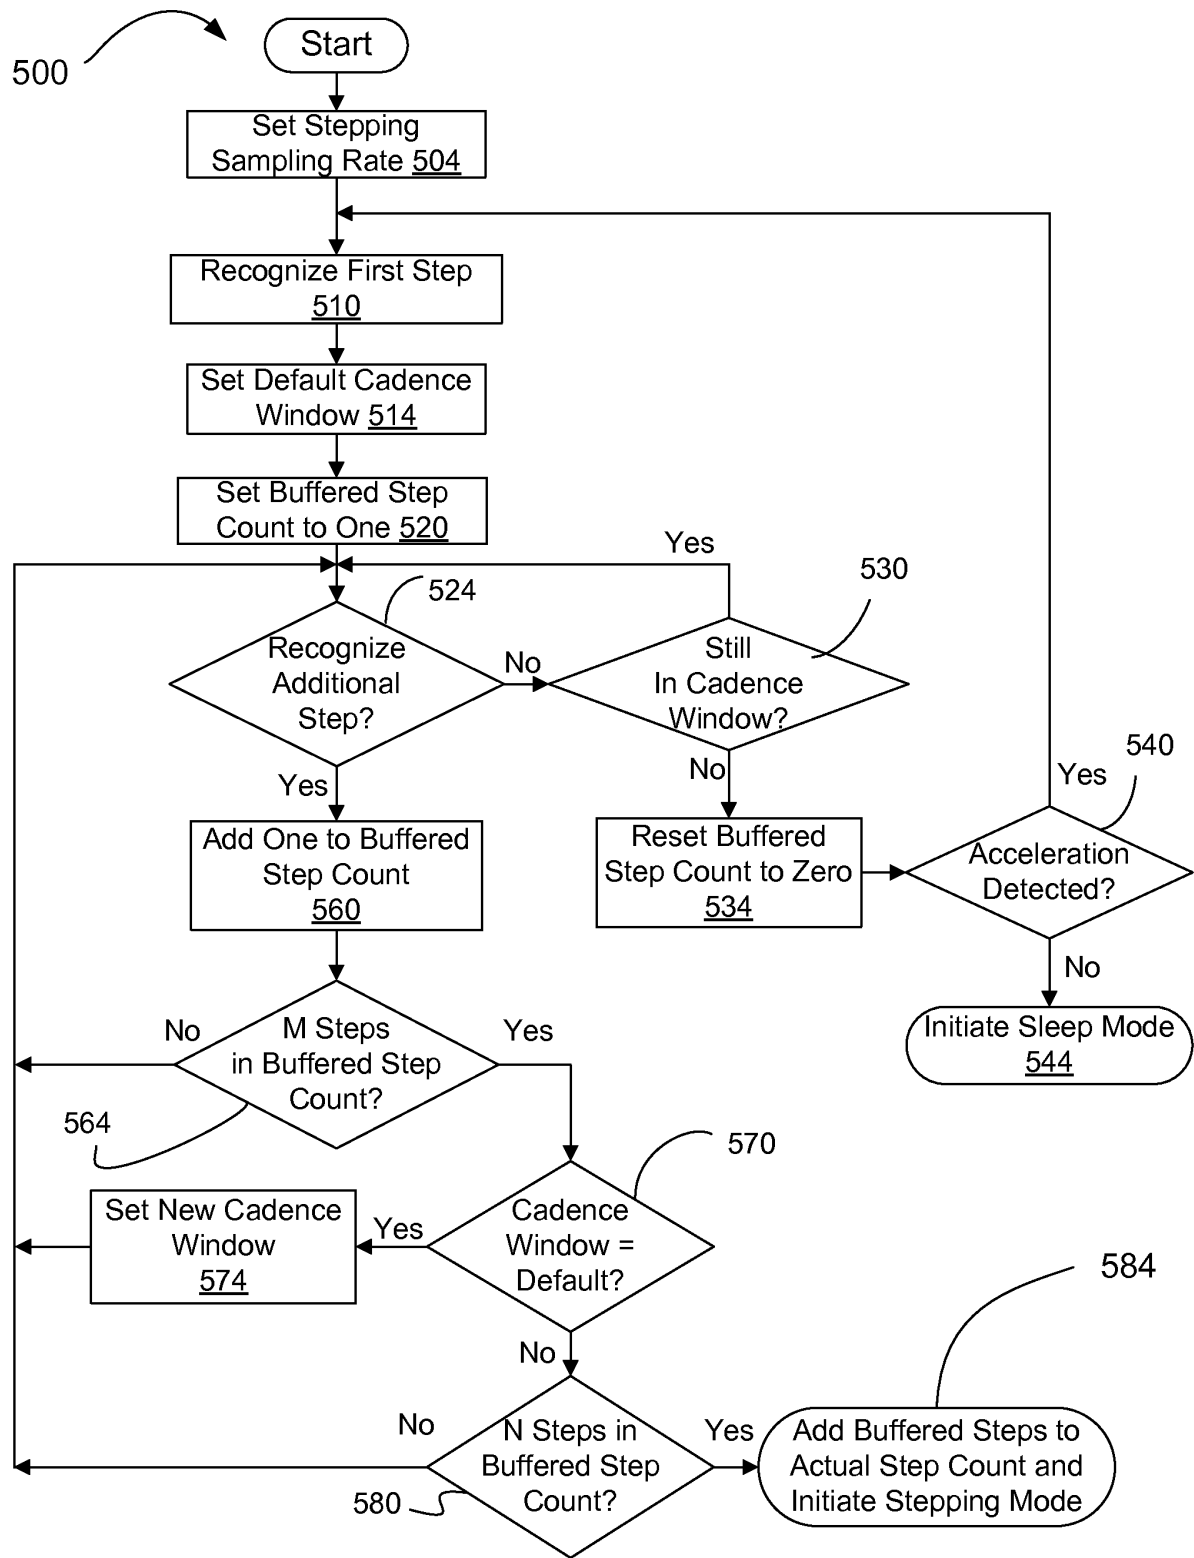 500
Start
Set Stepping
Sampling Rate 504
Recognize First Step
510
Set Default Cadence
Window 514
Set Buffered Step
Count to One 520
Yes
524
530
Recognize
Additional
Step?
No
Still
In Cadence
Window?
Yes
No
540
Yes
Add One to Buffered
Step Count
560
Reset Buffered
Step Count to Zero
534
Acceleration
Detected?
No
Initiate Sleep Mode
544
No
M Steps
in Buffered Step
Count?
Yes
564
570
Set New Cadence
Window
574
Yes
Cadence
Window =
Default?
No
584
No
N Steps in
Buffered Step
Count?
Yes
580
Add Buffered Steps to
Actual Step Count and
Initiate Stepping Mode